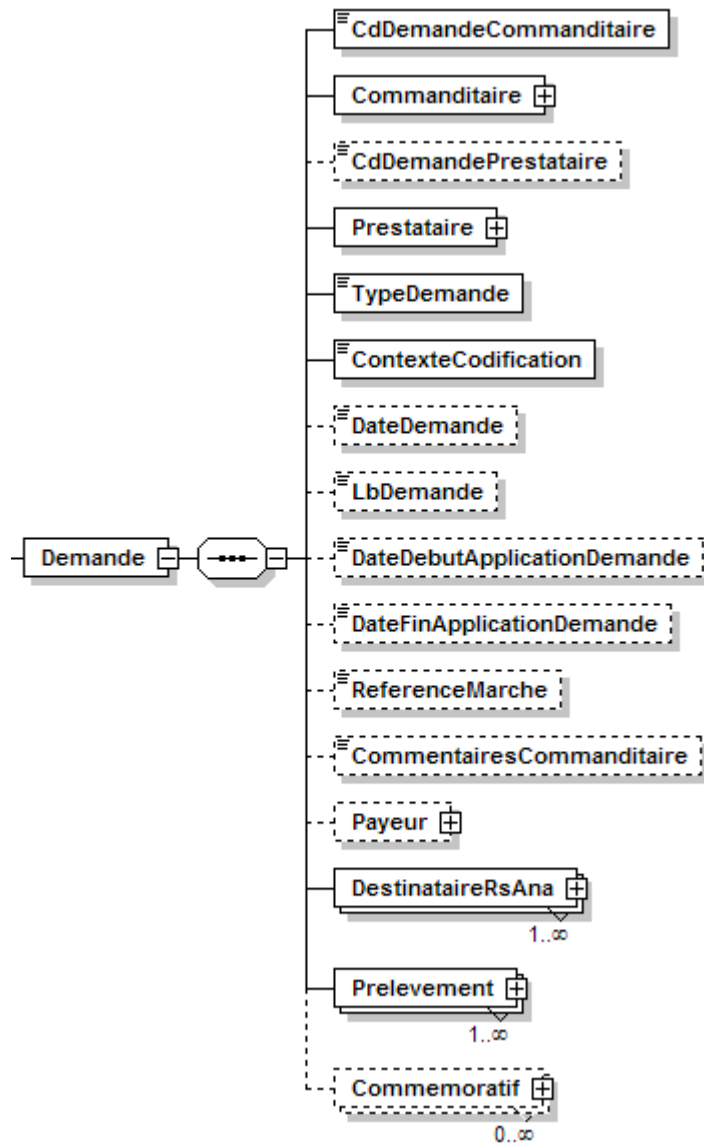 CdDemandeCommanditaire
Commanditaire
CdDemandePrestataire
Prestataire
TypeDemande
ContexteCodification
DateDemande
LbDemande
Demande
DateDebutApplicationDemande
DateFinApplicationDemande
ReferenceMarche
CommentairesCommanditaire
Payeur
DestinataireRsAna
1..∞
Prelevement
1..∞
Commemoratif
0..∞